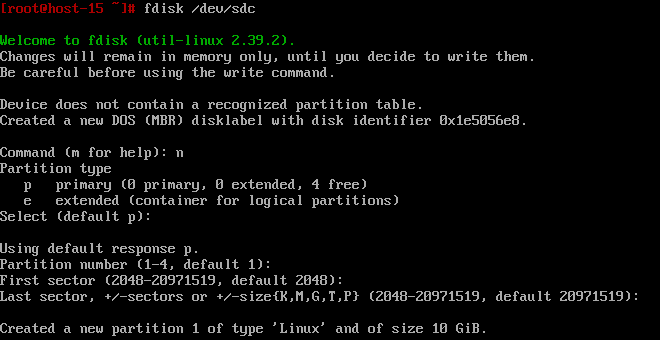 [root@host-15 ~]# fdisk /dev/sdc
Welcome to fdisk (util-linux 2.39.2).
Changes will remain in memory only, until you decide to write them.
Be careful before using the write command.
Device does not contain a recognized partition table.
Created a new DOS (MBR) disklabel with disk identifier 0x1e5056e8.
Command (m for help): n
Partition type
   p   primary (0 primary, 0 extended, 4 free)
   e   extended (container for logical partitions)
Select (default p):
Using default response p.
Partition number (1-4, default 1):
First sector (2048-20971519, default 2048):
Last sector, +/-sectors or +/-size{K,M,G,T,P} (2048-20971519, default 20971519):
Created a new partition 1 of type 'Linux' and of size 10 GiB.